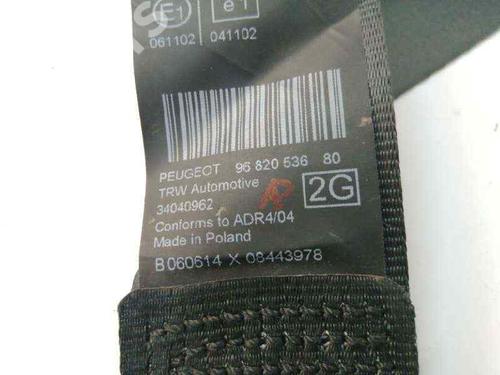 E1 e1
061102 041102
PEUGEOT 96 820 536 80
TRW Automotive
34040962 R 2G
Conforms to ADR4/04
Made in Poland
B060614 X 08443978